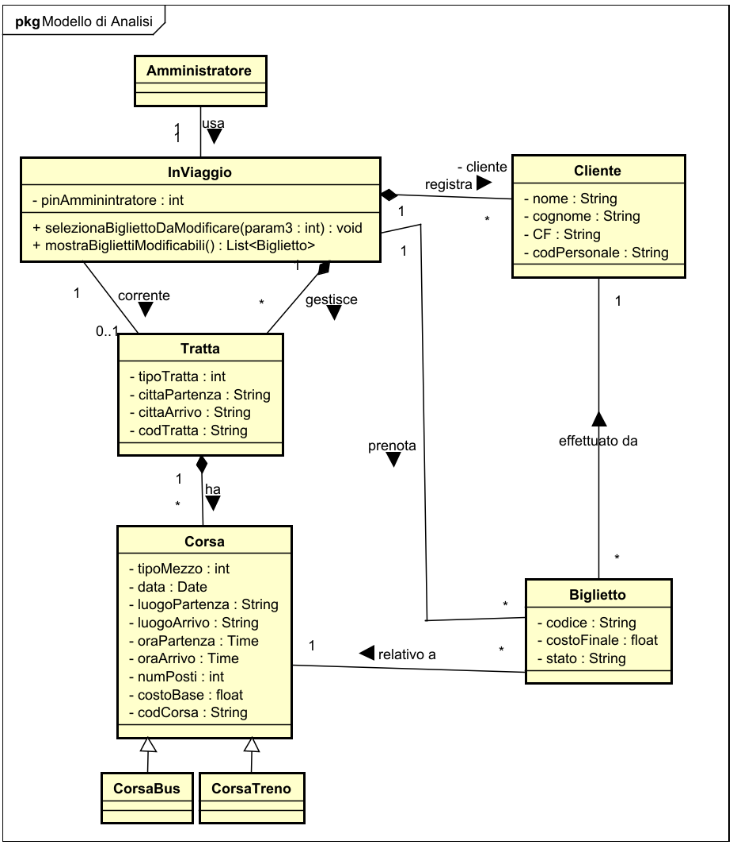 pkg Modello di Analisi
Amministratore
1
1
usa
InViaggio
- pinAmminintratore : int
+ selezionaBigliettoDaModificare(param3 : int) : void
+ mostraBigliettiModificabili() : List<Biglietto>
- cliente
registra
1
*
Cliente
- nome : String
- cognome : String
- CF : String
- codPersonale : String
1
1
corrente
0..1
1
*
gestisce
1
Tratta
- tipoTratta : int
- cittaPartenza : String
- cittaArrivo : String
- codTratta : String
prenota
effettuato da
1
ha
*
*
Corsa
- tipoMezzo : int
- data : Date
- luogoPartenza : String
- luogoArrivo : String
- oraPartenza : Time
- oraArrivo : Time
- numPosti : int
- costoBase : float
- codCorsa : String
*
Biglietto
- codice : String
- costoFinale : float
- stato : String
1
relativo a
*
CorsaBus
CorsaTreno